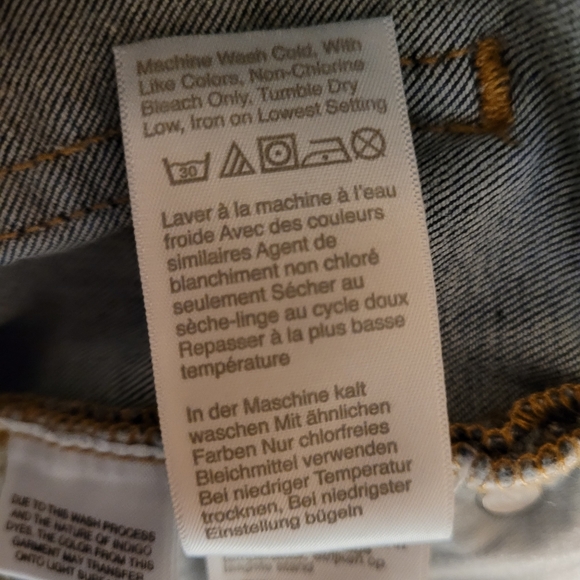 Machine Wash Cold, With
Like Colors, Non-Chlorine
Bleach Only, Tumble Dry
Low, Iron on Lowest Setting
30
Laver à la machine à l'eau
froide Avec des couleurs
similaires Agent de
blanchiment non chloré
seulement Sécher au
sèche-linge au cycle doux
Repasser à la plus basse
température
In der Maschine kalt
waschen Mit ähnlichen
Farben Nur chlorfreies
Bleichmittel verwenden
Bei niedriger Temperatur
trocknen, Bei niedrigster
Einstellung bügeln
DUE TO THIS WASH PROCESS
AND THE NATURE OF INDIGO
DYES, THE COLOR FROM THIS
GARMENT MAY TRANSFER
ONTO LIGHT